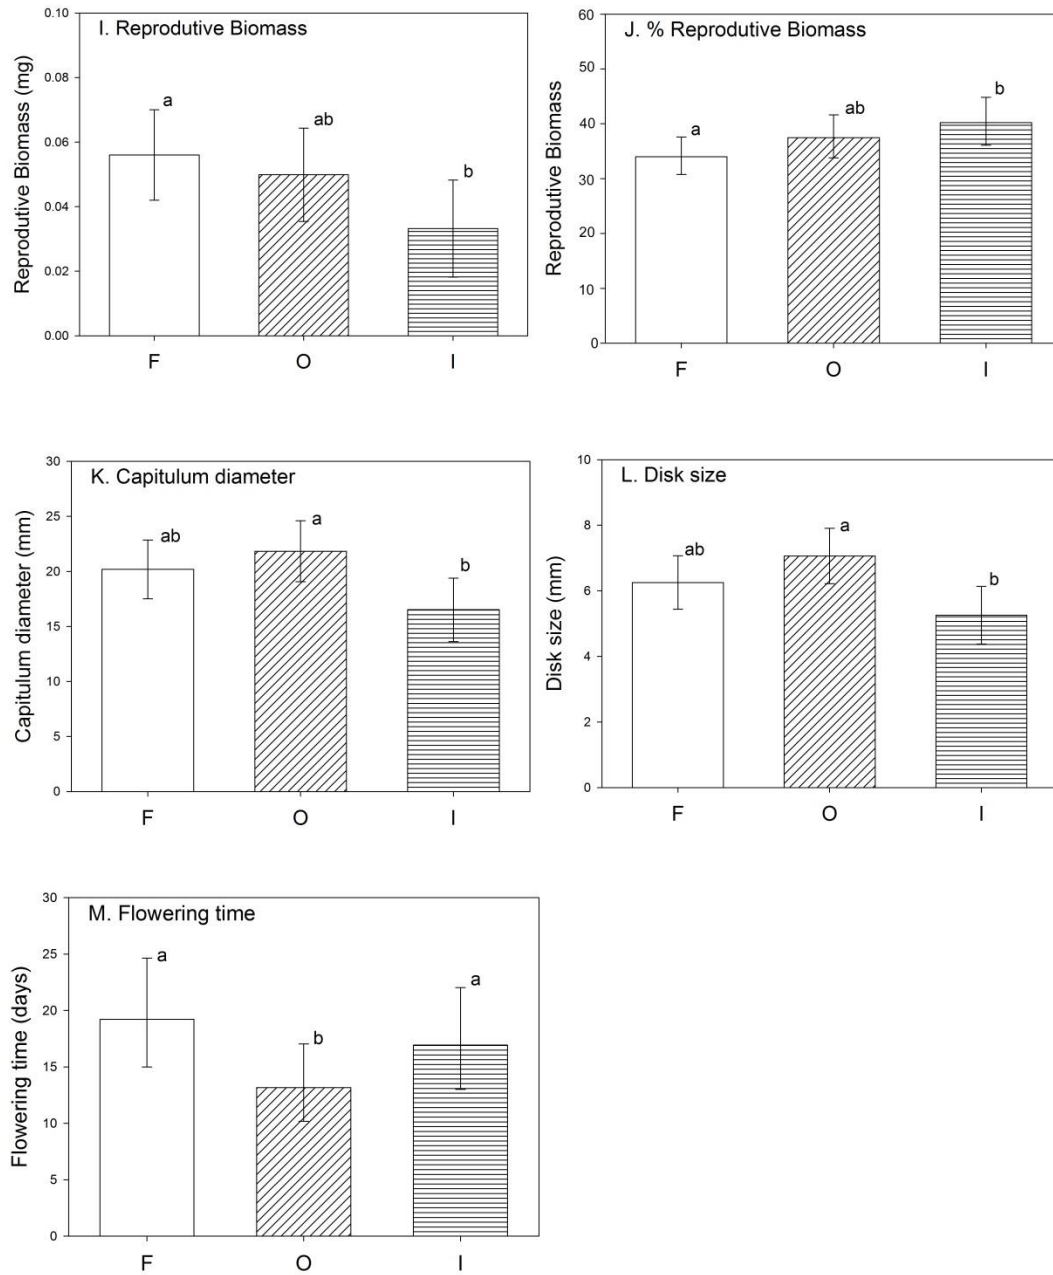 I. Reprodutive Biomass
Reprodutive Biomass (mg)
0.10
0.08
0.06
0.04
0.02
0.00
a
ab
b
F O I
J. % Reprodutive Biomass
Reprodutive Biomass
60
50
40
30
20
10
0
a
ab
b
F O I
K. Capitulum diameter
Capitulum diameter (mm)
30
25
20
15
10
5
0
ab
a
b
F O I
L. Disk size
Disk size (mm)
10
8
6
4
2
0
ab
a
b
F O I
M. Flowering time
Flowering time (days)
30
25
20
15
10
5
0
a
b
a
F O I